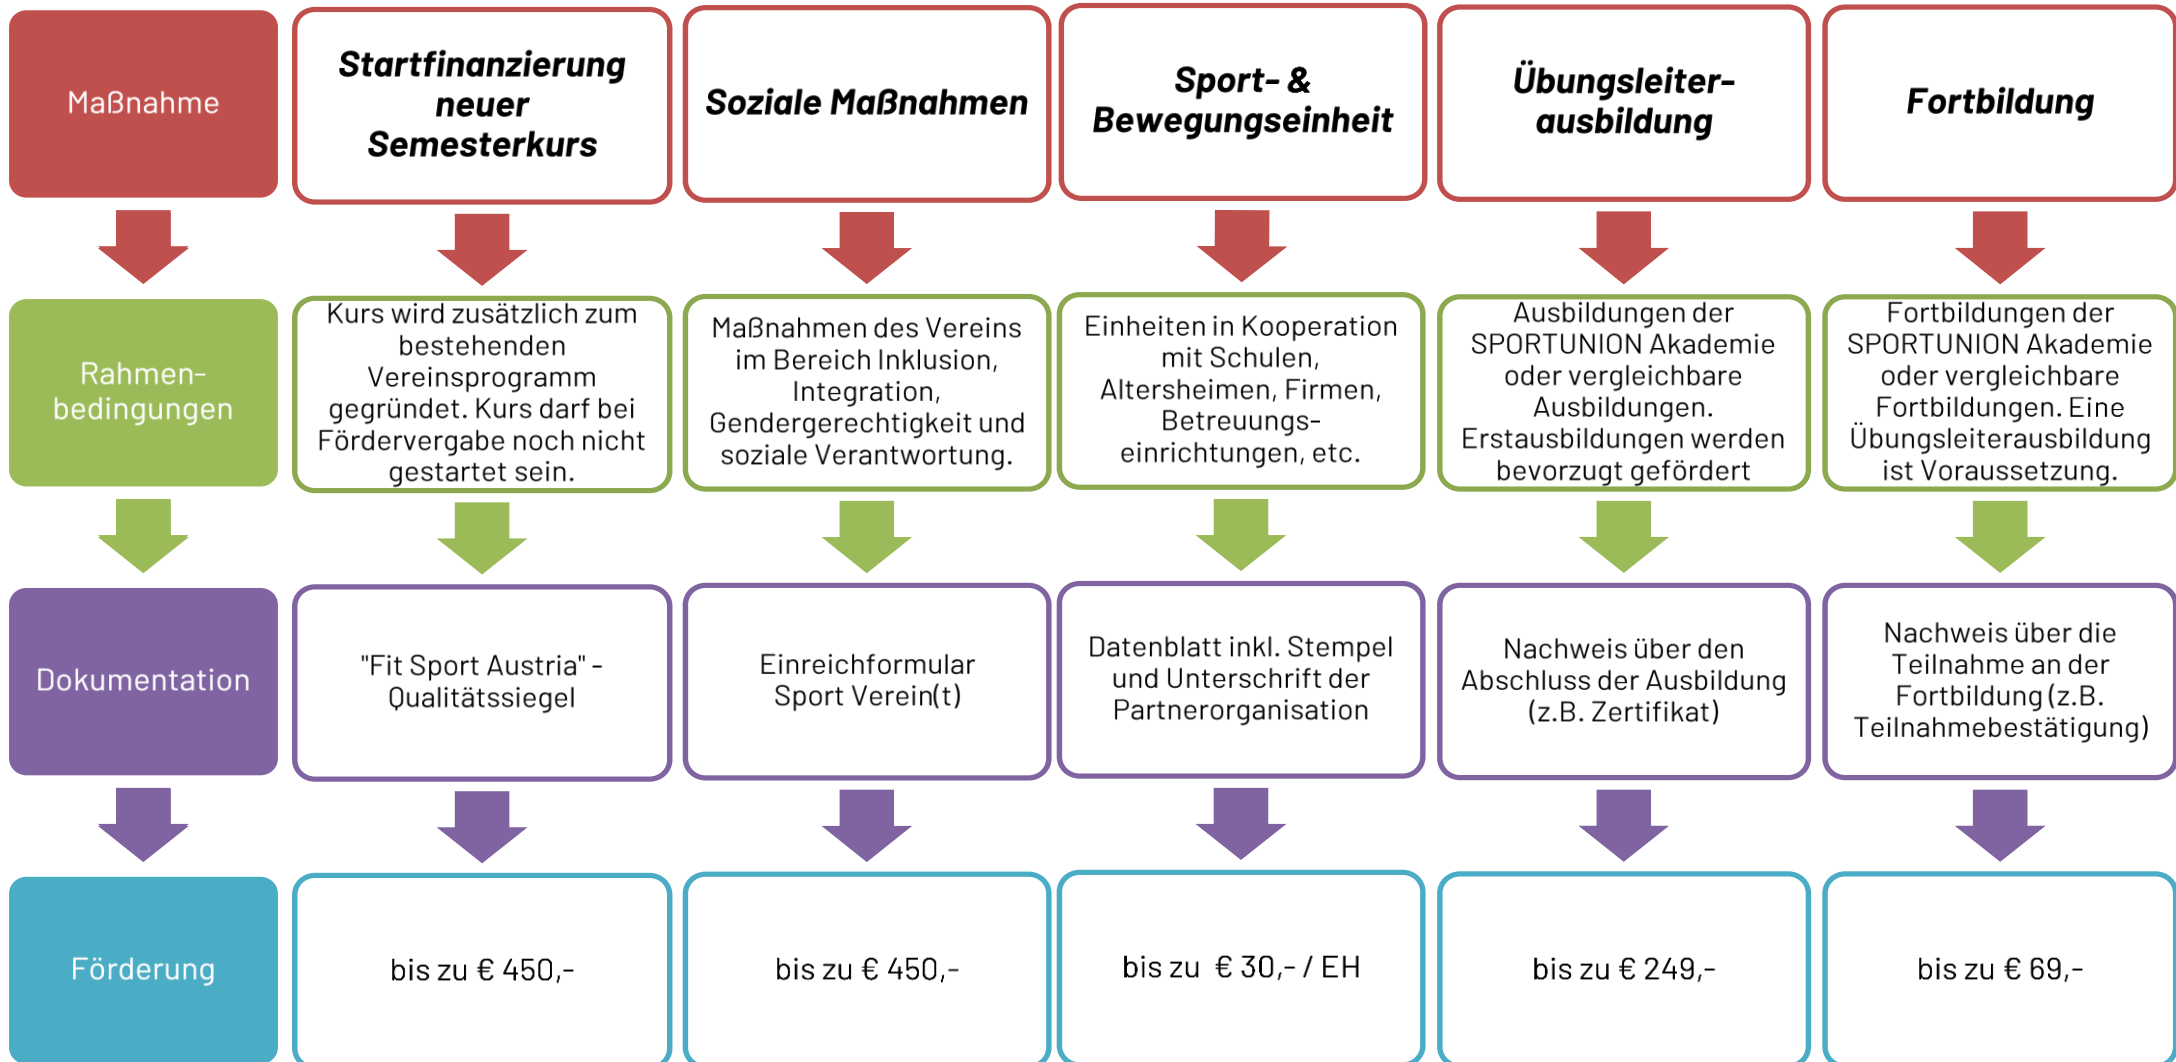 Maßnahme
Startfinanzierung
neuer
Semesterkurs
Soziale Maßnahmen
Sport- &
Bewegungseinheit
Übungsleiter-
ausbildung
Fortbildung
Rahmen-
bedingungen
Kurs wird zusätzlich zum
bestehenden
Vereinsprogramm
gegründet. Kurs darf bei
Fördervergabe noch nicht
gestartet sein.
Maßnahmen des Vereins
im Bereich Inklusion,
Integration,
Gendergerechtigkeit und
soziale Verantwortung.
Einheiten in Kooperation
mit Schulen,
Altersheimen, Firmen,
Betreuungs-
einrichtungen, etc.
Ausbildungen der
SPORTUNION Akademie
oder vergleichbare
Ausbildungen.
Erstausbildungen werden
bevorzugt gefördert
Fortbildungen der
SPORTUNION Akademie
oder vergleichbare
Fortbildungen. Eine
Übungsleiterausbildung
ist Voraussetzung.
Dokumentation
"Fit Sport Austria" -
Qualitätssiegel
Einreichformular
Sport Verein(t)
Datenblatt inkl. Stempel
und Unterschrift der
Partnerorganisation
Nachweis über den
Abschluss der Ausbildung
(z.B. Zertifikat)
Nachweis über die
Teilnahme an der
Fortbildung (z.B.
Teilnahmebestätigung)
Förderung
bis zu € 450,-
bis zu € 450,-
bis zu € 30,- / EH
bis zu € 249,-
bis zu € 69,-